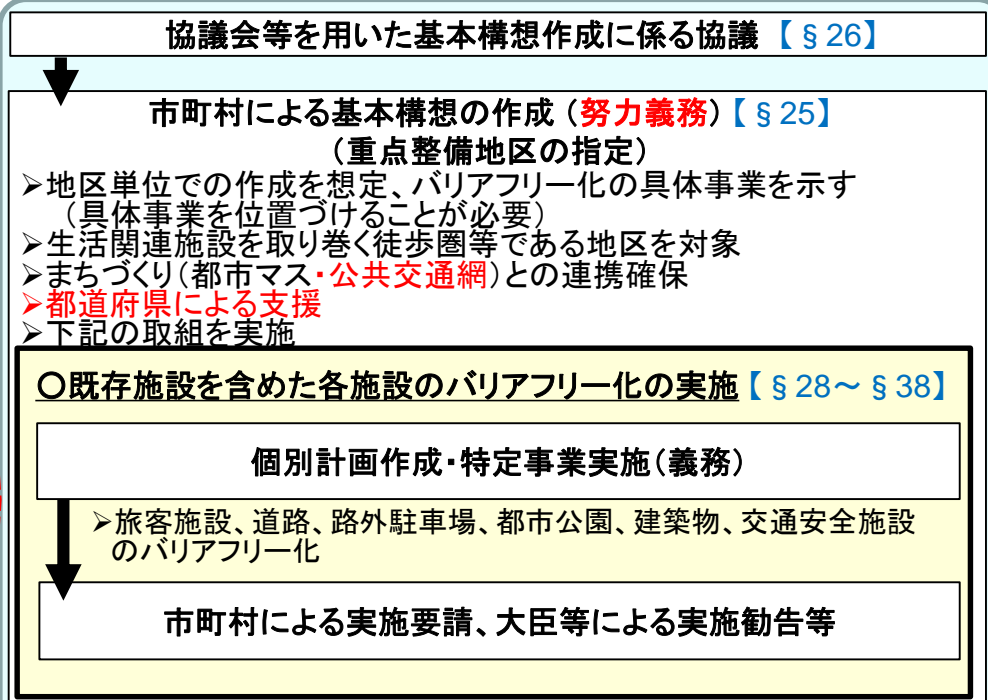 協議会等を用いた基本構想作成に係る協議【§26】
市町村による基本構想の作成（努力義務）【§25】
（重点整備地区の指定）
➢地区単位での作成を想定、バリアフリー化の具体事業を示す
（具体事業を位置づけることが必要）
➢生活関連施設を取り巻く徒歩圏等である地区を対象
➢まちづくり（都市マス・公共交通網）との連携確保
➢都道府県による支援
➢下記の取組を実施
〇既存施設を含めた各施設のバリアフリー化の実施【§28～§38】
個別計画作成・特定事業実施（義務）
➢旅客施設、道路、路外駐車場、都市公園、建築物、交通安全施設
のバリアフリー化
市町村による実施要請、大臣等による実施勧告等